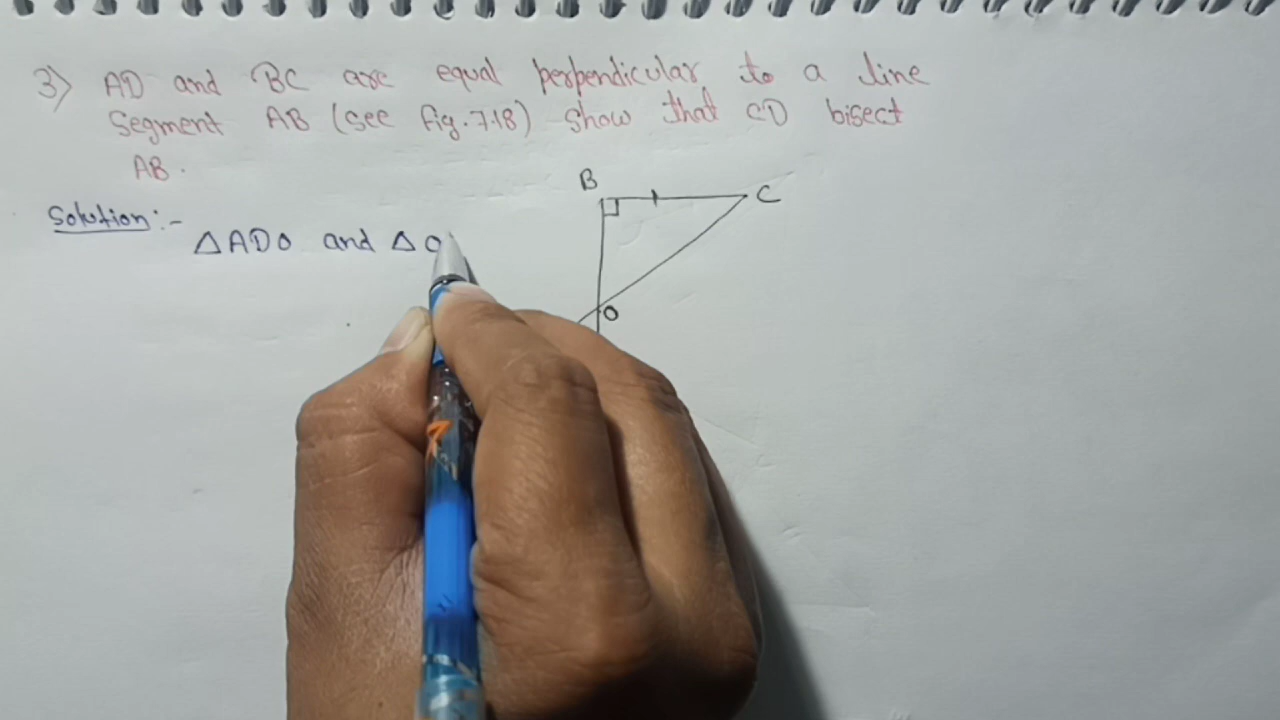 3) AD and BC are equal perpendicular to a line
Segment AB (see fig. 7.18) Show that CD bisect
AB.
Solution:-
△ADO and △O
B
C
O